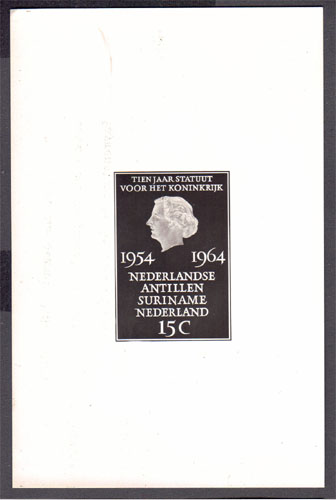 TIEN JAAR STATUUT
VOOR HET KONINKRIJK
1954 1964
NEDERLANDSE
ANTILLEN
SURINAME
NEDERLAND
15 C